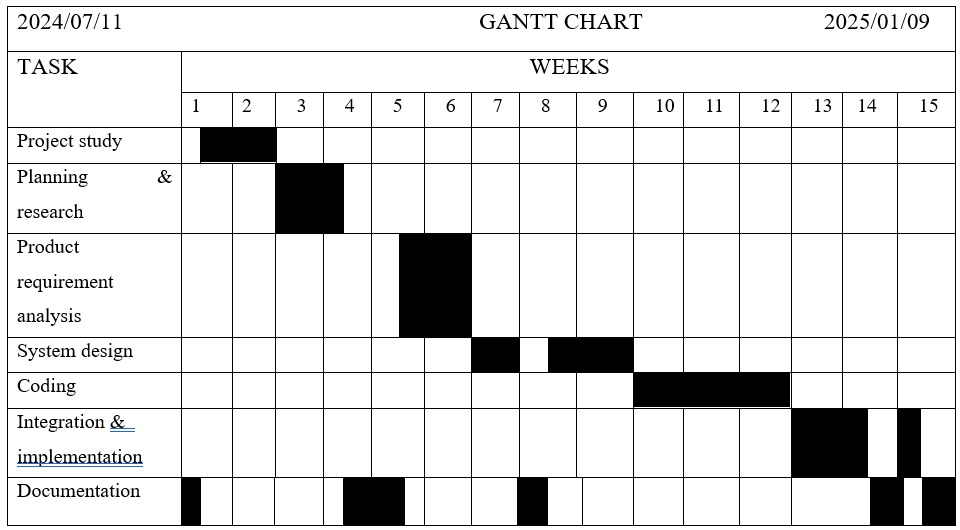 2024/07/11 GANTT CHART 2025/01/09
TASK WEEKS
1 2 3 4 5 6 7 8 9 10 11 12 13 14 15
Project study
Planning &
research
Product
requirement
analysis
System design
Coding
Integration &
implementation
Documentation